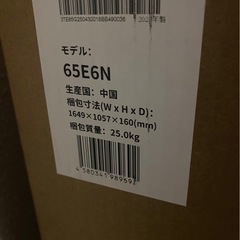 モデル:
65E6N
生産国: 中国
梱包寸法(W x H x D):
1649×1057×160(mm)
梱包質量: 25.0kg